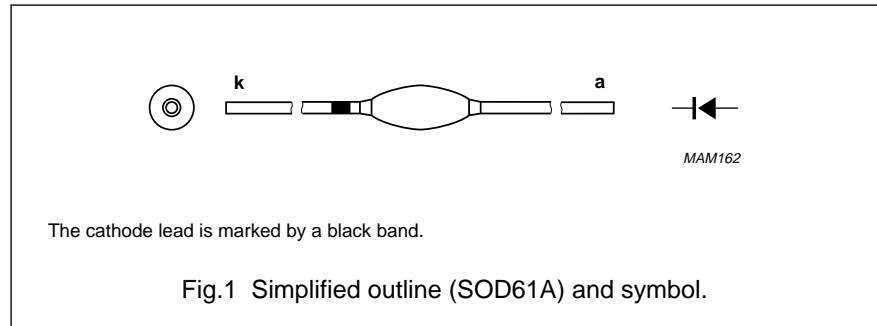 k
a
MAM162
The cathode lead is marked by a black band.
Fig.1 Simplified outline (SOD61A) and symbol.